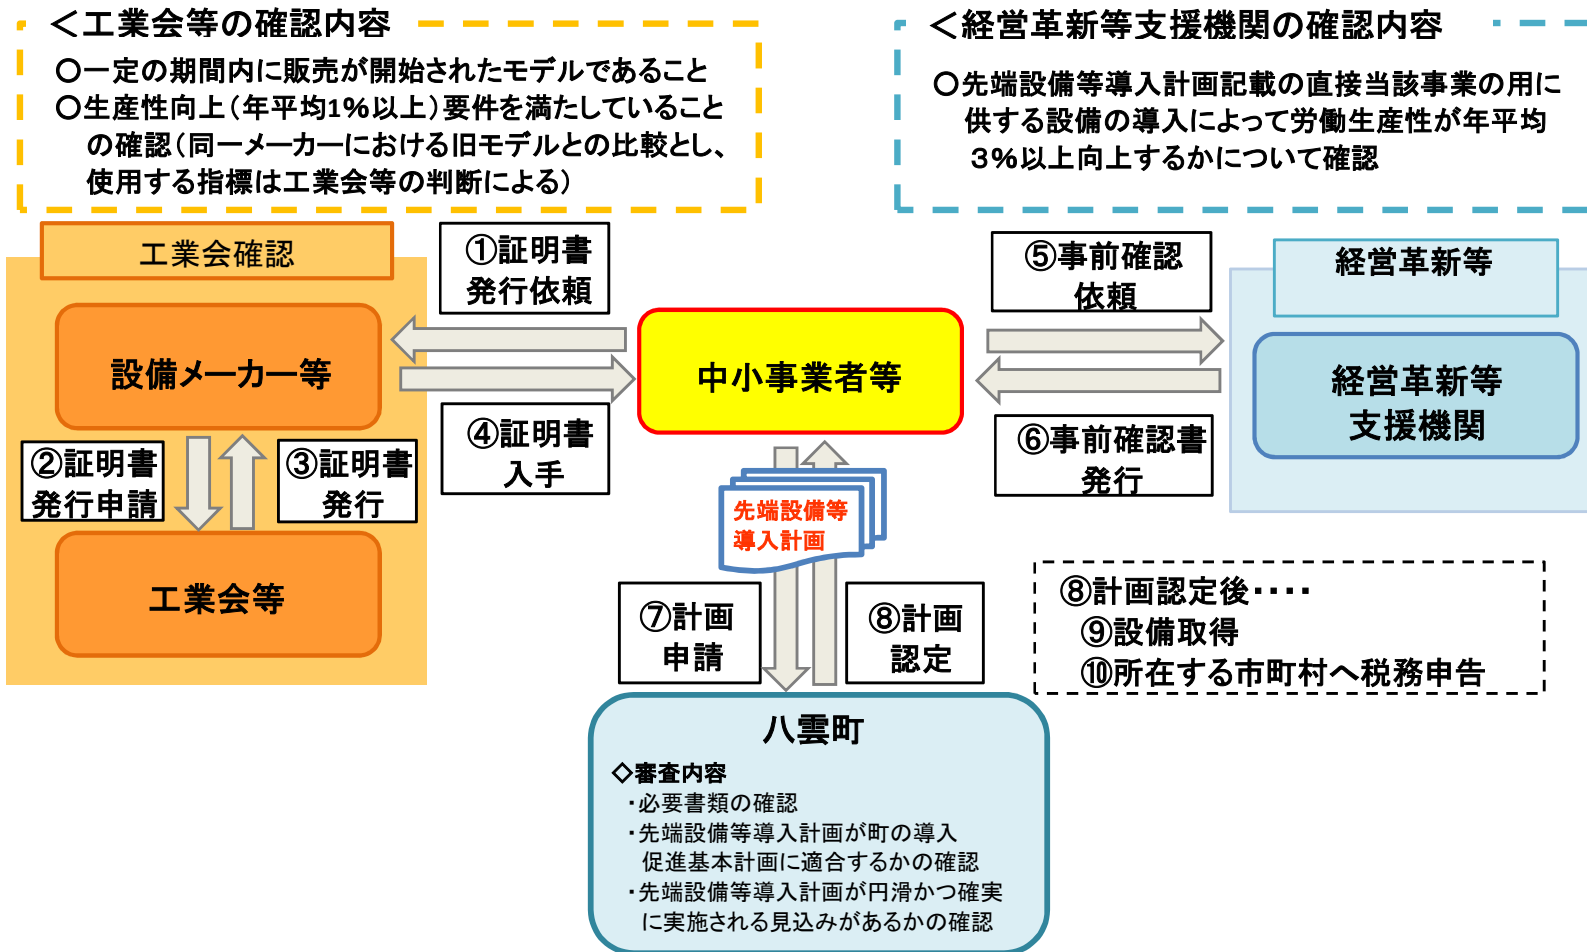 ＜工業会等の確認内容
○一定の期間内に販売が開始されたモデルであること
○生産性向上（年平均1%以上）要件を満たしていること
の確認（同一メーカーにおける旧モデルとの比較とし、
使用する指標は工業会等の判断による）
＜経営革新等支援機関の確認内容
○先端設備等導入計画記載の直接当該事業の用に
供する設備の導入によって労働生産性が年平均
３%以上向上するかについて確認
工業会確認
①証明書
発行依頼
⑤事前確認
依頼
経営革新等
設備メーカー等
中小事業者等
経営革新等
支援機関
④証明書
入手
⑥事前確認書
発行
②証明書
発行申請
③証明書
発行
先端設備等
導入計画
工業会等
⑦計画
申請
⑧計画
認定
⑧計画認定後････
⑨設備取得
⑩所在する市町村へ税務申告
八雲町
◇審査内容
・必要書類の確認
・先端設備等導入計画が町の導入
促進基本計画に適合するかの確認
・先端設備等導入計画が円滑かつ確実
に実施される見込みがあるかの確認